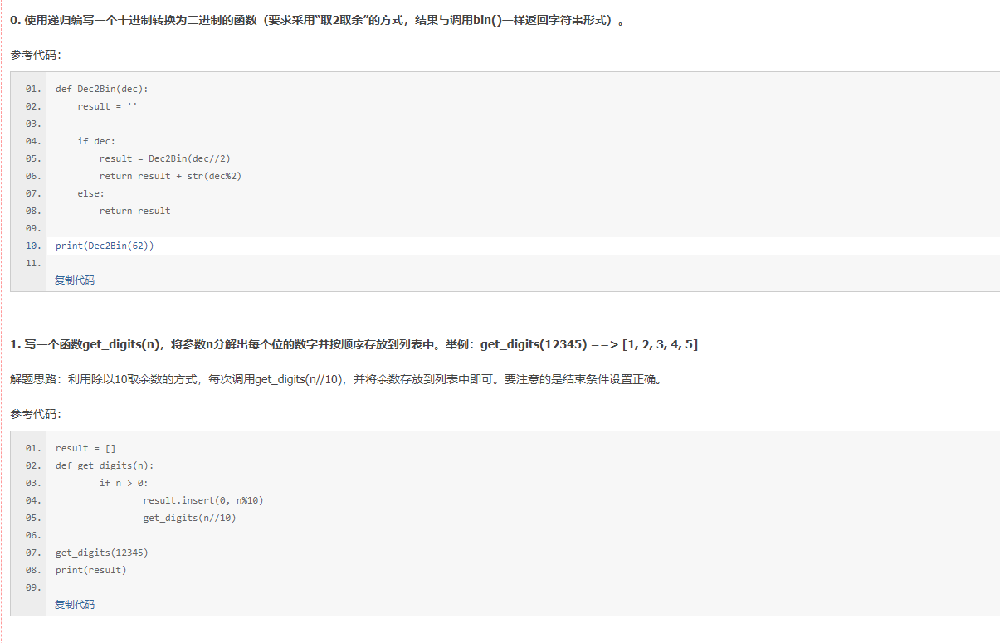 0. 使用递归编写一个十进制转换为二进制的函数（要求采用“取2取余”的方式，结果与调用bin()一样返回字符串形式）。
参考代码：
01. def Dec2Bin(dec):
02.     result = ''
03.
04.     if dec:
05.         result = Dec2Bin(dec//2)
06.         return result + str(dec%2)
07.     else:
08.         return result
09.
10. print(Dec2Bin(62))
11.
复制代码
1. 写一个函数get_digits(n)，将参数n分解出每个位的数字并按顺序存放到列表中。举例：get_digits(12345) ==> [1, 2, 3, 4, 5]
解题思路：利用除以10取余数的方式，每次调用get_digits(n//10)，并将余数存放到列表中即可。要注意的是结束条件设置正确。
参考代码：
01. result = []
02. def get_digits(n):
03.         if n > 0:
04.                 result.insert(0, n%10)
05.                 get_digits(n//10)
06.
07. get_digits(12345)
08. print(result)
09.
复制代码